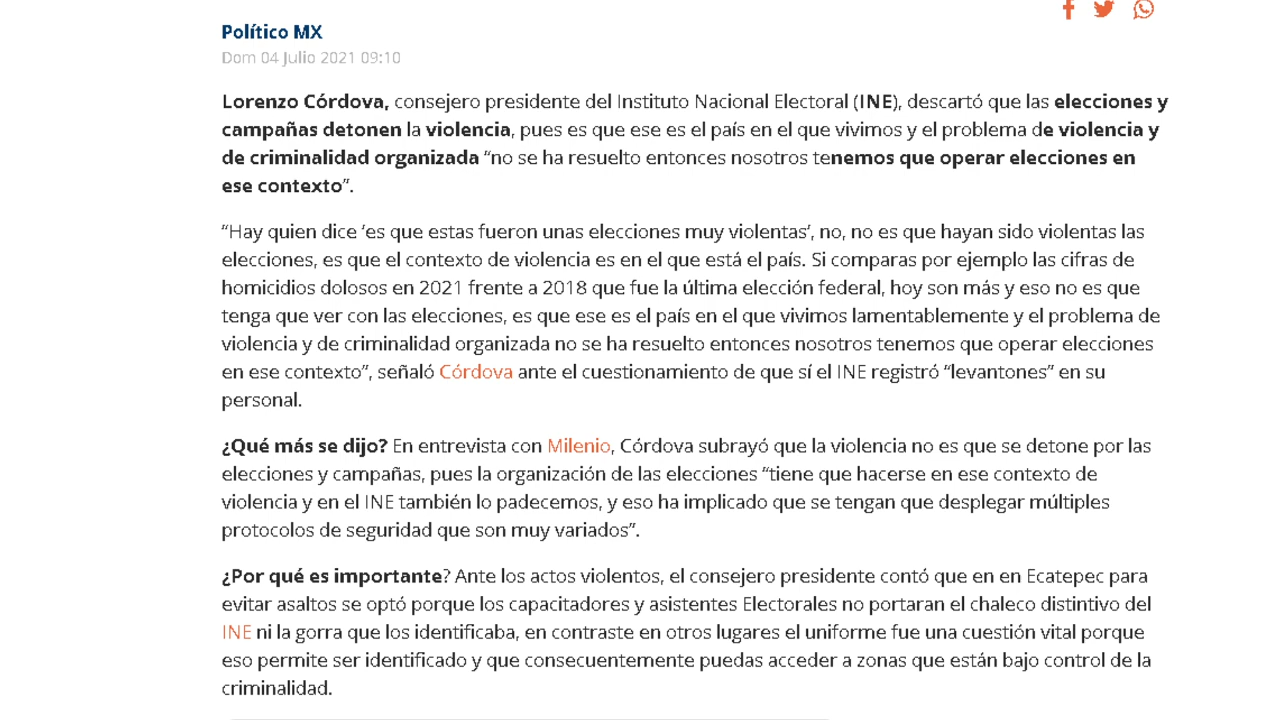 Político MX
Dom 04 Julio 2021 09:10
Lorenzo Córdova, consejero presidente del Instituto Nacional Electoral (INE), descartó que las elecciones y
campañas detonen la violencia, pues es que ese es el país en el que vivimos y el problema de violencia y
de criminalidad organizada “no se ha resuelto entonces nosotros tenemos que operar elecciones en
ese contexto”.
“Hay quien dice ‘es que estas fueron unas elecciones muy violentas’, no, no es que hayan sido violentas las
elecciones, es que el contexto de violencia es en el que está el país. Si comparas por ejemplo las cifras de
homicidios dolosos en 2021 frente a 2018 que fue la última elección federal, hoy son más y eso no es que
tenga que ver con las elecciones, es que ese es el país en el que vivimos lamentablemente y el problema de
violencia y de criminalidad organizada no se ha resuelto entonces nosotros tenemos que operar elecciones
en ese contexto”, señaló Córdova ante el cuestionamiento de que sí el INE registró “levantones” en su
personal.
¿Qué más se dijo? En entrevista con Milenio, Córdova subrayó que la violencia no es que se detone por las
elecciones y campañas, pues la organización de las elecciones “tiene que hacerse en ese contexto de
violencia y en el INE también lo padecemos, y eso ha implicado que se tengan que desplegar múltiples
protocolos de seguridad que son muy variados”.
¿Por qué es importante? Ante los actos violentos, el consejero presidente contó que en en Ecatepec para
evitar asaltos se optó porque los capacitadores y asistentes Electorales no portaran el chaleco distintivo del
INE ni la gorra que los identificaba, en contraste en otros lugares el uniforme fue una cuestión vital porque
eso permite ser identificado y que consecuentemente puedas acceder a zonas que están bajo control de la
criminalidad.